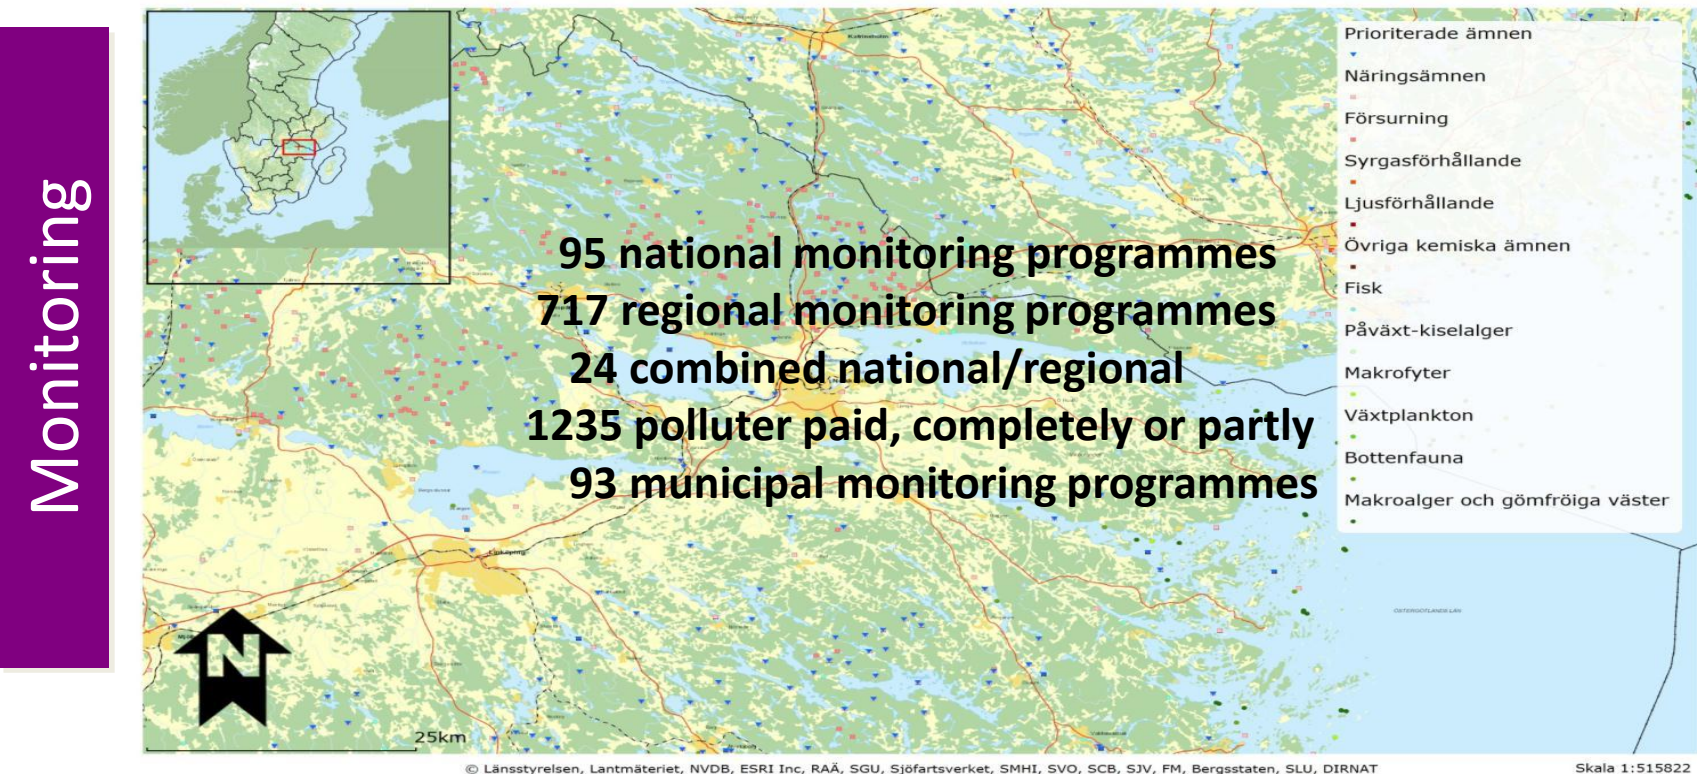 Monitoring
Prioriterade ämnen
Näringsämnen
Försurning
Syrgasförhållande
Ljusförhållande
Övriga kemiska ämnen
Fisk
Påväxt-kiselalger
Makrofyter
Växtplankton
Bottenfauna
Makroalger och gömfröiga väster
95 national monitoring programmes
717 regional monitoring programmes
24 combined national/regional
1235 polluter paid, completely or partly
93 municipal monitoring programmes
Linköping
ÖSTERGÖTLANDS LÄN
N
25km
© Länsstyrelsen, Lantmäteriet, NVDB, ESRI Inc, RAÄ, SGU, Sjöfartsverket, SMHI, SVO, SCB, SJV, FM, Bergsstaten, SLU, DIRNAT
Skala 1:515822